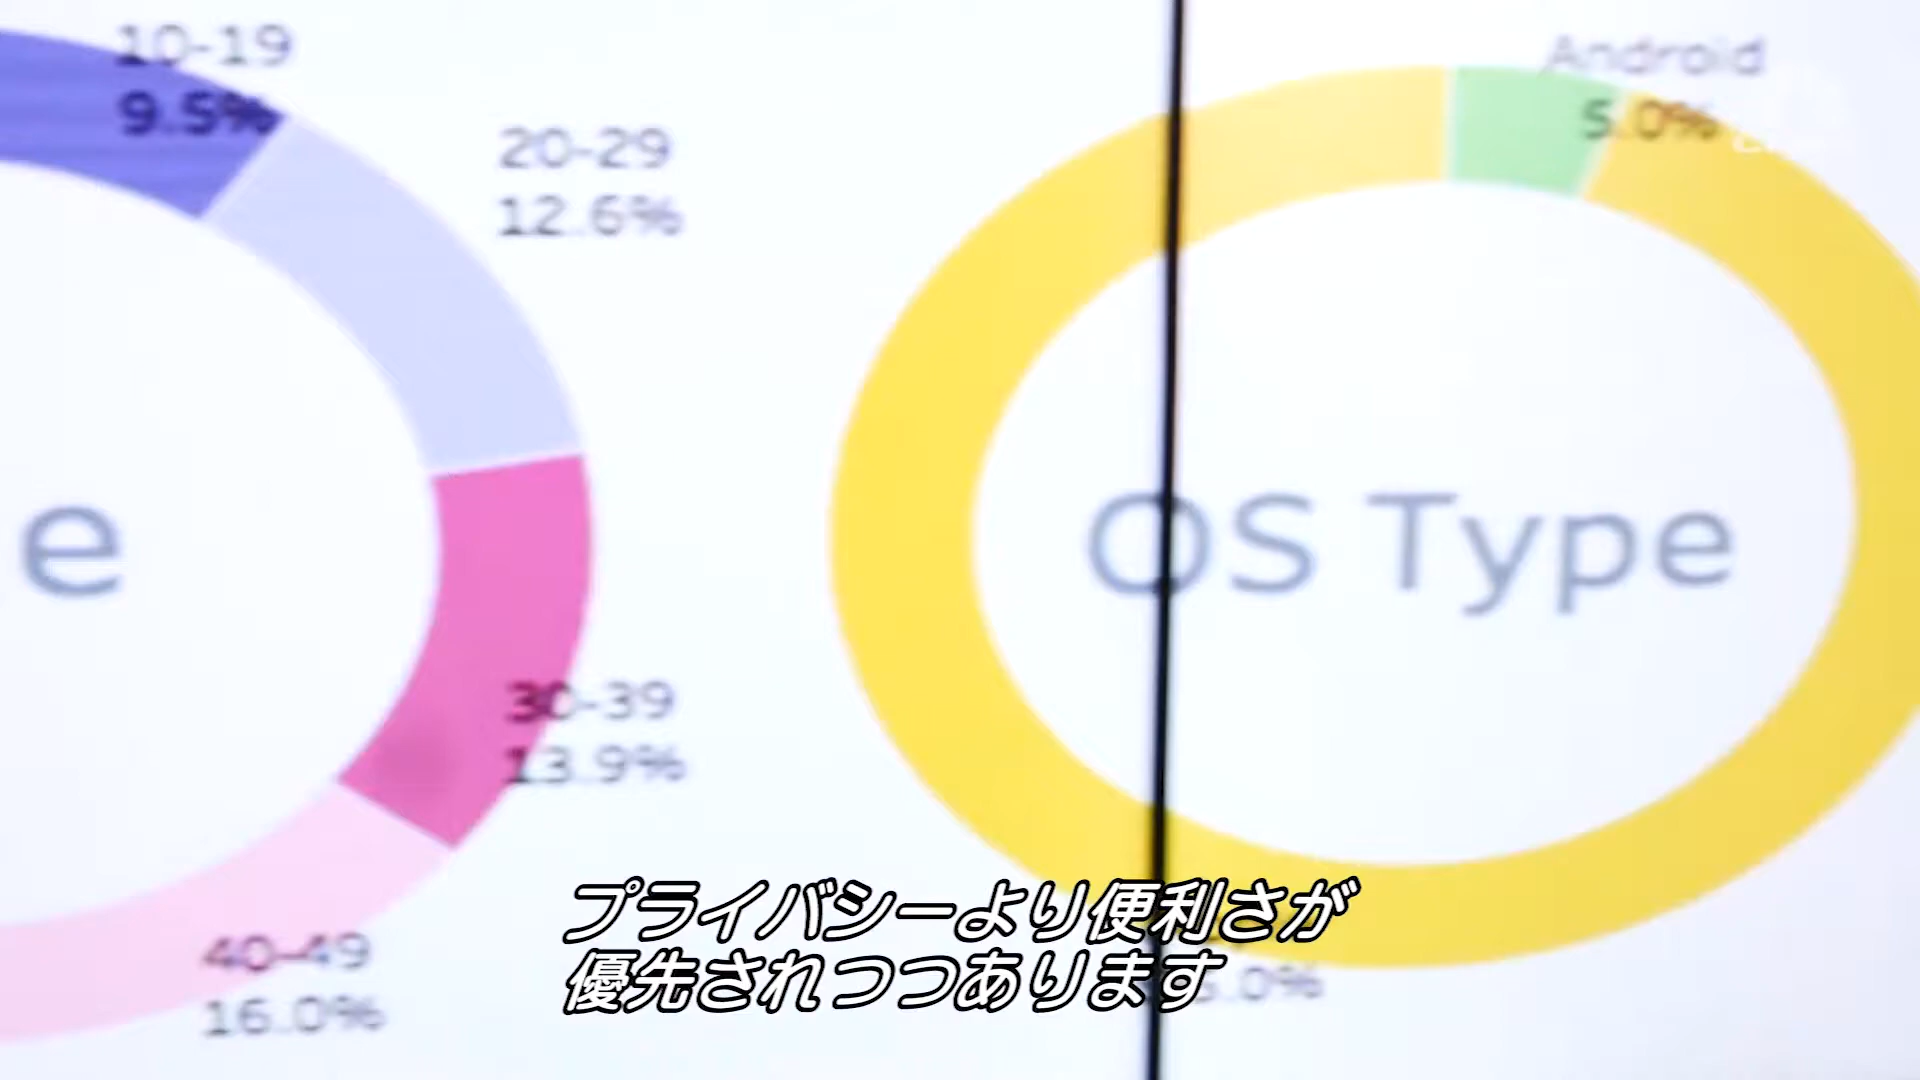 10-19
9.5%
20-29
12.6%
e
30-39
13.9%
40-49
16.0%
Android
5.0%
OS Type
5.0%
プライバシーより便利さが
優先されつつあります